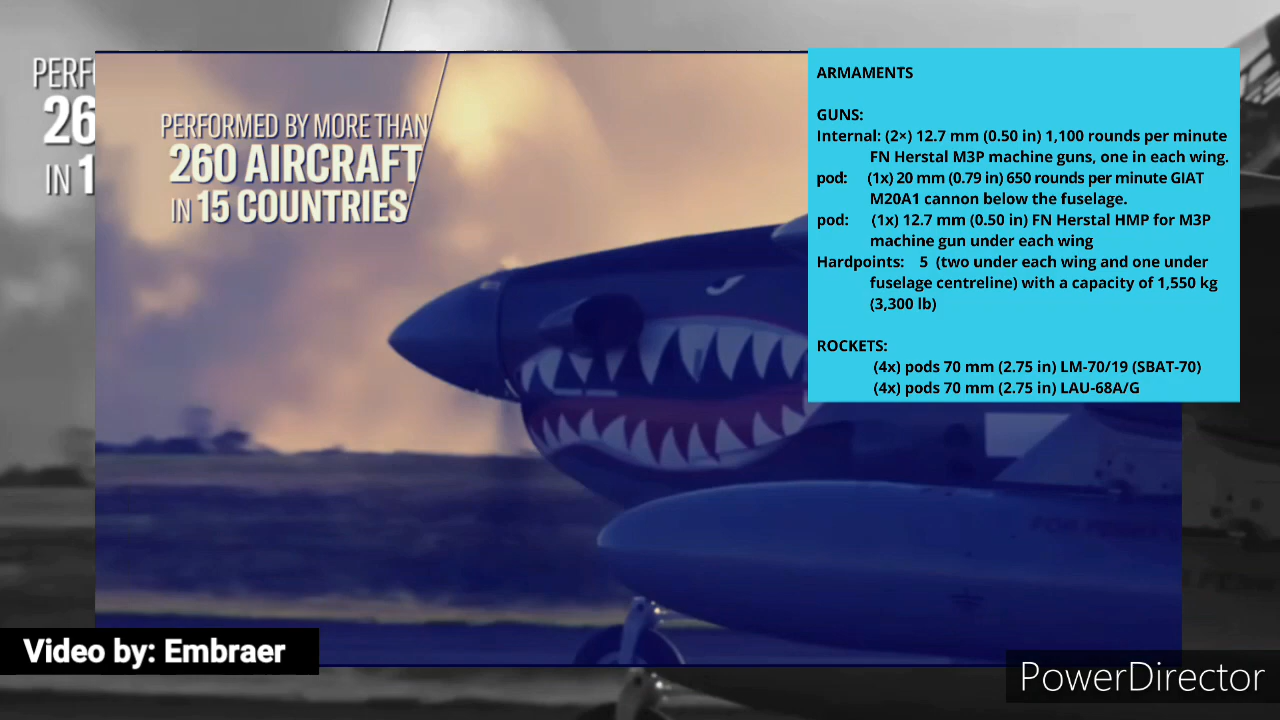 PERF
26
IN 1
PERFORMED BY MORE THAN
260 AIRCRAFT
IN 15 COUNTRIES
ARMAMENTS
GUNS:
Internal: (2×) 12.7 mm (0.50 in) 1,100 rounds per minute
FN Herstal M3P machine guns, one in each wing.
pod: (1x) 20 mm (0.79 in) 650 rounds per minute GIAT
M20A1 cannon below the fuselage.
pod: (1x) 12.7 mm (0.50 in) FN Herstal HMP for M3P
machine gun under each wing
Hardpoints: 5 (two under each wing and one under
fuselage centreline) with a capacity of 1,550 kg
(3,300 lb)
ROCKETS:
(4x) pods 70 mm (2.75 in) LM-70/19 (SBAT-70)
(4x) pods 70 mm (2.75 in) LAU-68A/G
Video by: Embraer
PowerDirector